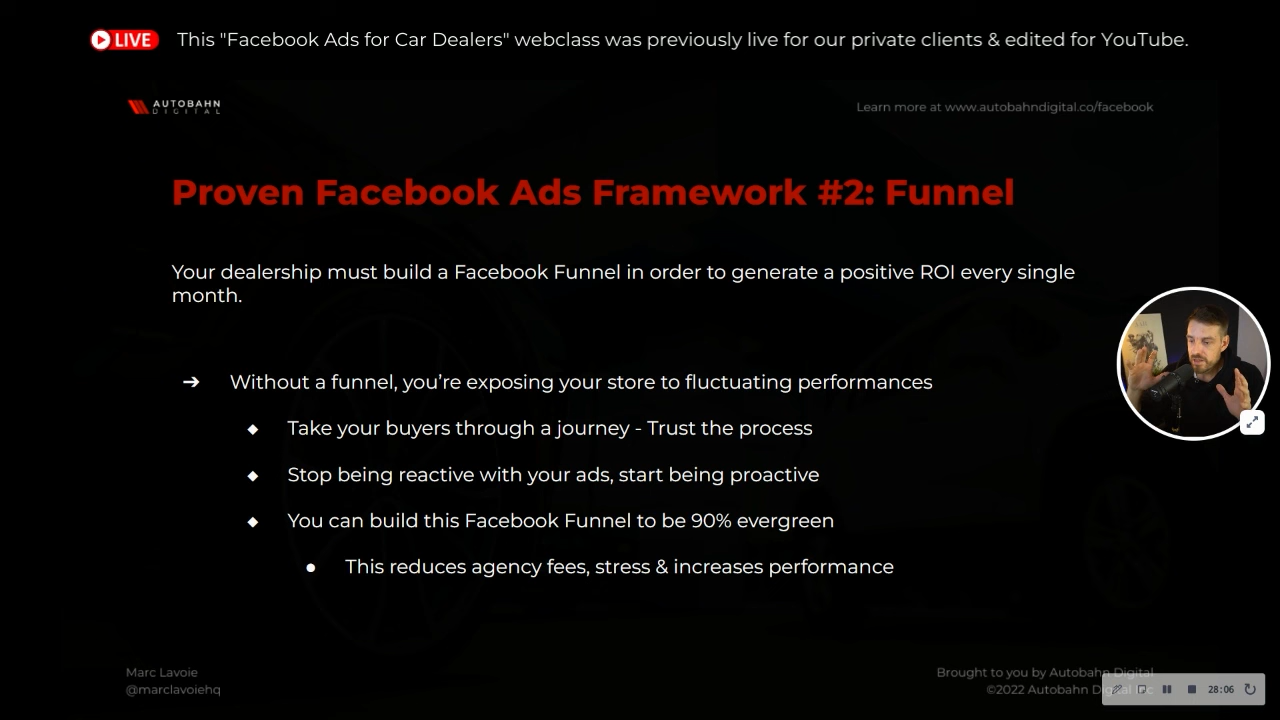 LIVE This "Facebook Ads for Car Dealers" webclass was previously live for our private clients & edited for YouTube.
AUTOBAHN
DIGITAL
Learn more at www.autobahndigital.co/facebook
Proven Facebook Ads Framework #2: Funnel
Your dealership must build a Facebook Funnel in order to generate a positive ROI every single
month.
➔ Without a funnel, you’re exposing your store to fluctuating performances
◆ Take your buyers through a journey - Trust the process
◆ Stop being reactive with your ads, start being proactive
◆ You can build this Facebook Funnel to be 90% evergreen
● This reduces agency fees, stress & increases performance
Marc Lavoie
@marclavoiehq
Brought to you by Autobahn Digital
©2022 Autobahn Digital Inc
28:06